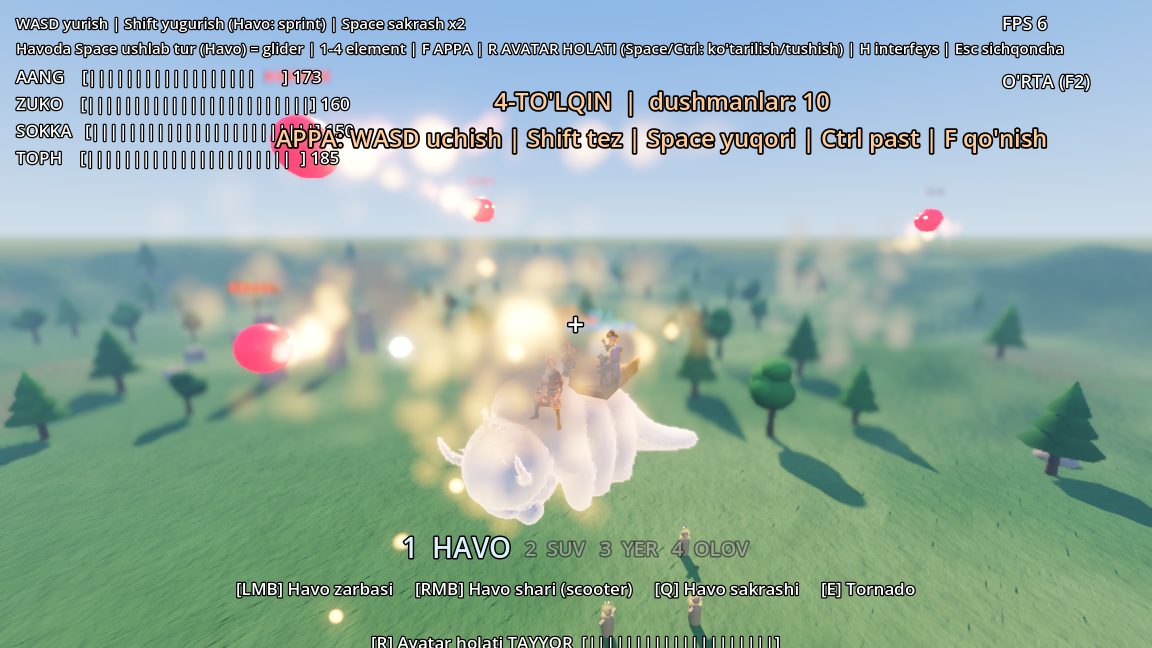 WASD yurish | Shift yugurish (Havo: sprint) | Space sakrash x2
FPS 6
Havoda Space ushlab tur (Havo) = glider | 1-4 element | F APPA | R AVATAR HOLATI (Space/Ctrl: ko'tarilish/tushish) | H interfeys | Esc sichqoncha
AANG [||||||||||||||||||   ] 173
O'RTA (F2)
ZUKO [|||||||||||||||||||||||||] 160
4-TO'LQIN | dushmanlar: 10
SOKKA [|||||||||||||||||||||||||] 150
APPA: WASD uchish | Shift tez | Space yuqori | Ctrl past | F qo'nish
TOPH [||||||||||||||||||||||  ] 185
1 HAVO 2 SUV 3 YER 4 OLOV
[LMB] Havo zarbasi [RMB] Havo shari (scooter) [Q] Havo sakrashi [E] Tornado
[R] Avatar holati TAYYOR [||||||||||||||||||||]